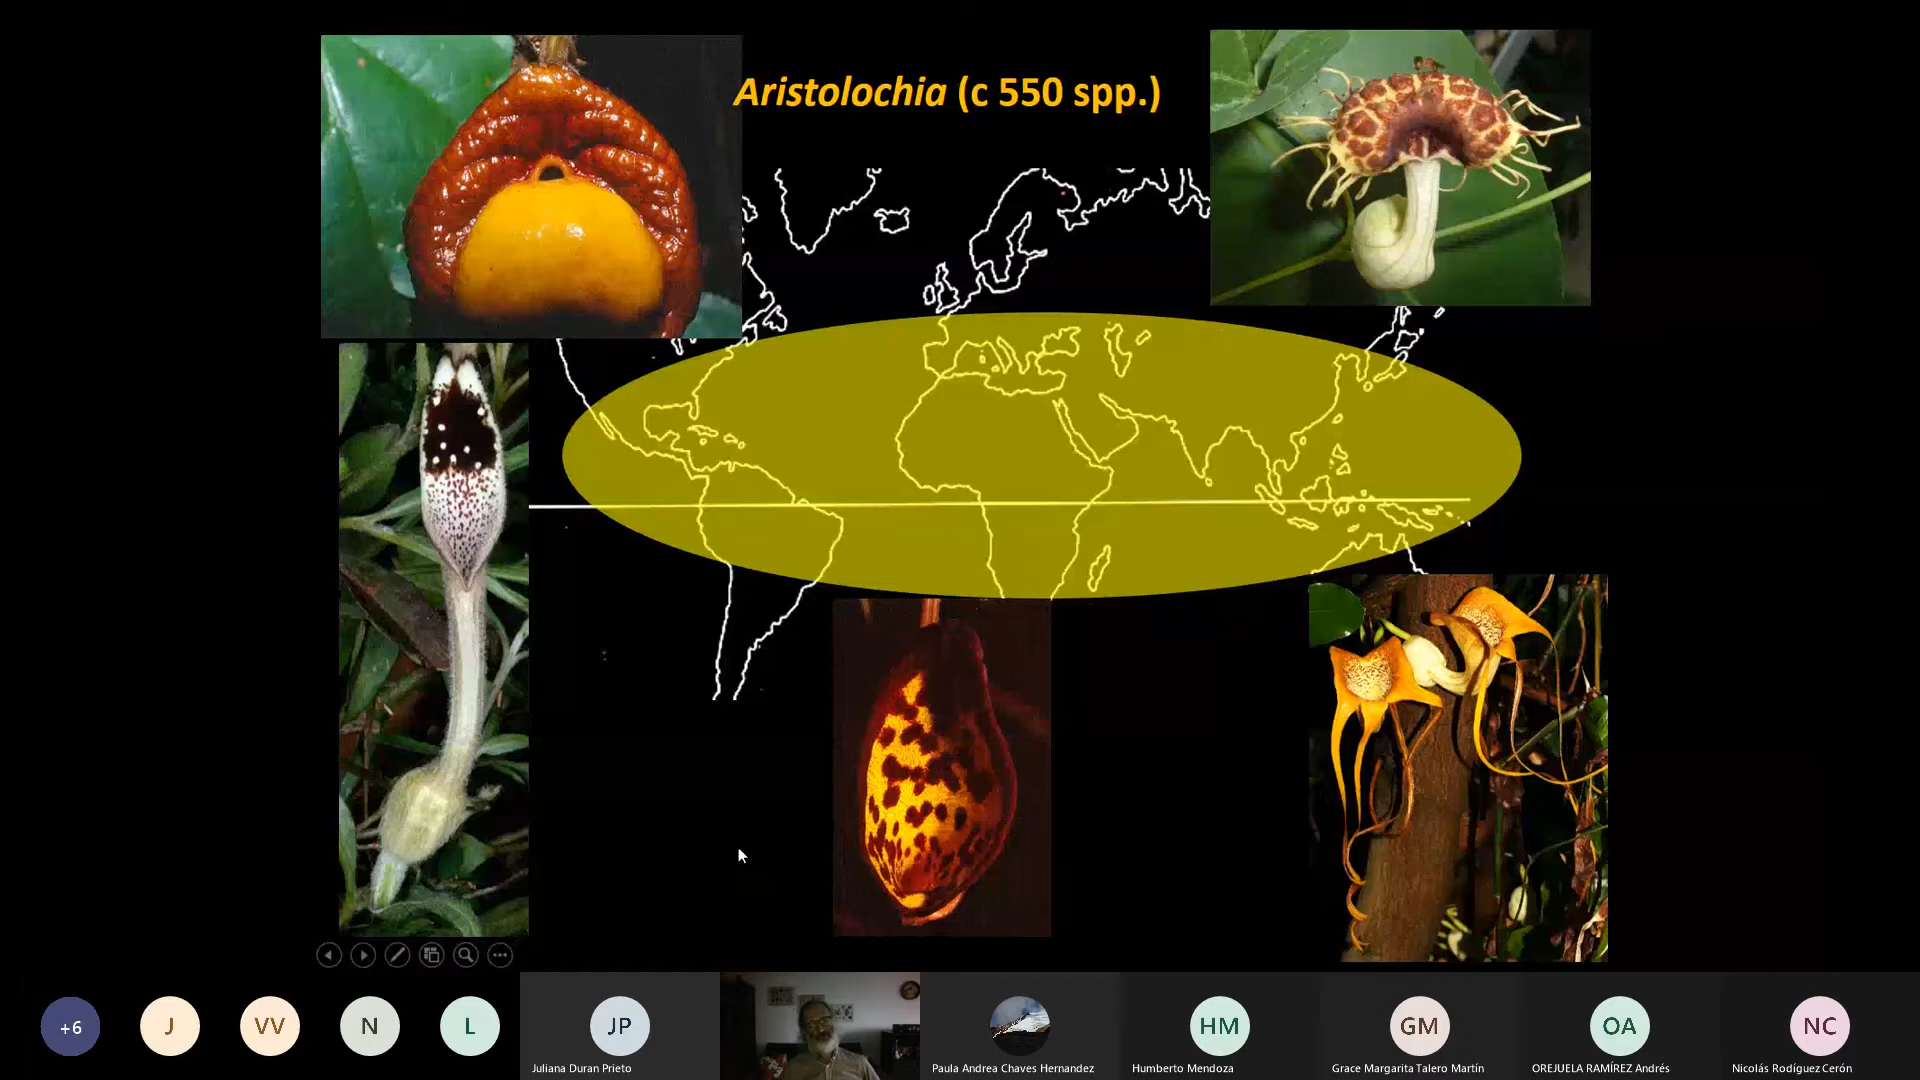 Aristolochia (c 550 spp.)
+6
J
VV
N
L
JP
HM
GM
OA
NC
Juliana Duran Prieto
Paula Andrea Chaves Hernandez
Humberto Mendoza
Grace Margarita Talero Martín
OREJUELA RAMÍREZ Andrés
Nicolás Rodíguez Cerón